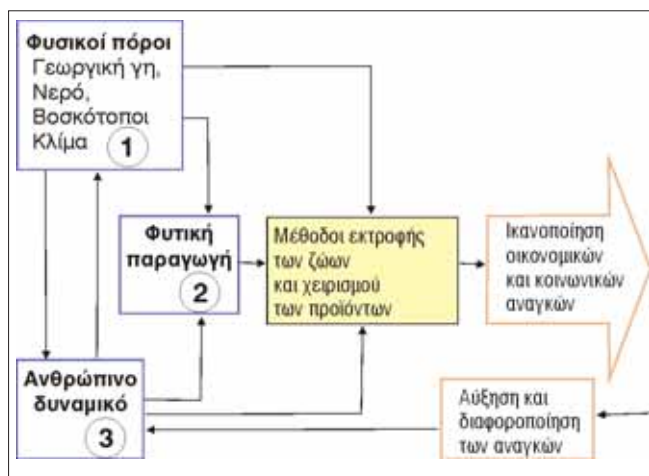 Φυσικοί πόροι
Γεωργική γη,
Νερό,
Βοσκότοποι
Κλίμα
1
Φυτική
παραγωγή
2
Μέθοδοι εκτροφής
των ζώων
και χειρισμού
των προϊόντων
Ικανοποίηση
οικονομικών
και κοινωνικών
αναγκών
Ανθρώπινο
δυναμικό
3
Αύξηση και
διαφοροποίηση
των αναγκών